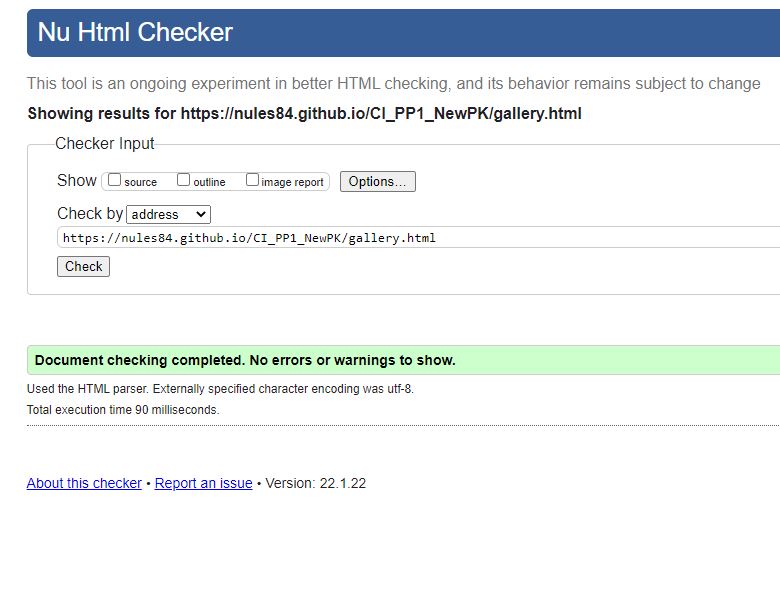 Nu Html Checker
This tool is an ongoing experiment in better HTML checking, and its behavior remains subject to change
Showing results for https://nules84.github.io/CI_PP1_NewPK/gallery.html
Checker Input
Show source outline image report Options...
Check by address
https://nules84.github.io/CI_PP1_NewPK/gallery.html
Check
Document checking completed. No errors or warnings to show.
Used the HTML parser. Externally specified character encoding was utf-8.
Total execution time 90 milliseconds.
About this checker • Report an issue • Version: 22.1.22